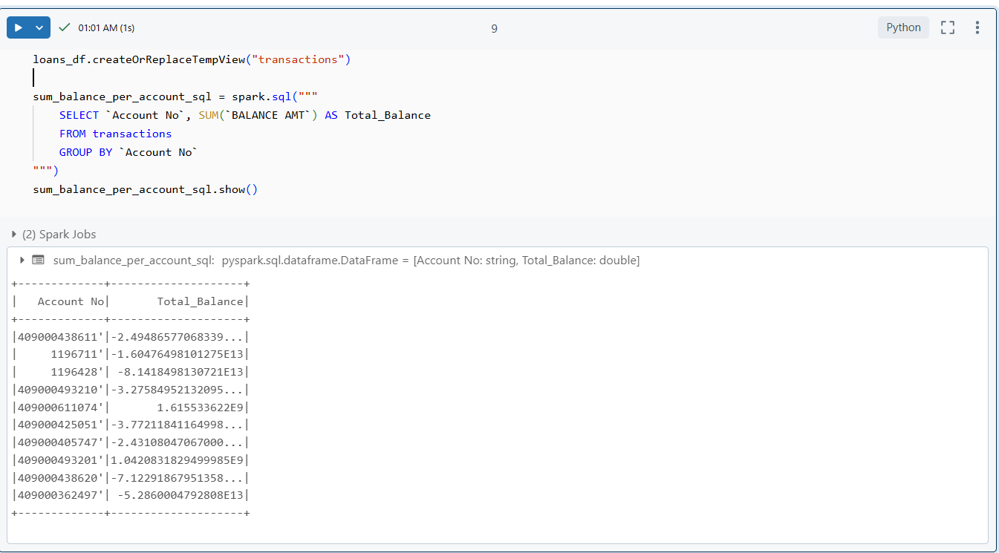 01:01 AM (1s)
9
Python
loans_df.createOrReplaceTempView("transactions")
sum_balance_per_account_sql = spark.sql("""
    SELECT `Account No`, SUM(`BALANCE AMT`) AS Total_Balance
    FROM transactions
    GROUP BY `Account No`
""")
sum_balance_per_account_sql.show()
(2) Spark Jobs
sum_balance_per_account_sql: pyspark.sql.dataframe.DataFrame = [Account No: string, Total_Balance: double]
+-------------+--------------------+
|   Account No|       Total_Balance|
+-------------+--------------------+
|409000438611'|-2.49486577068339...|
|     1196711'|-1.60476498101275E13|
|     1196428'| -8.1418498130721E13|
|409000493210'|-3.27584952132095...|
|409000611074'|       1.615533622E9|
|409000425051'|-3.77211841164998...|
|409000405747'|-2.43108047067000...|
|409000493201'|1.0420831829499985E9|
|409000438620'|-7.12291867951358...|
|409000362497'| -5.2860004792808E13|
+-------------+--------------------+